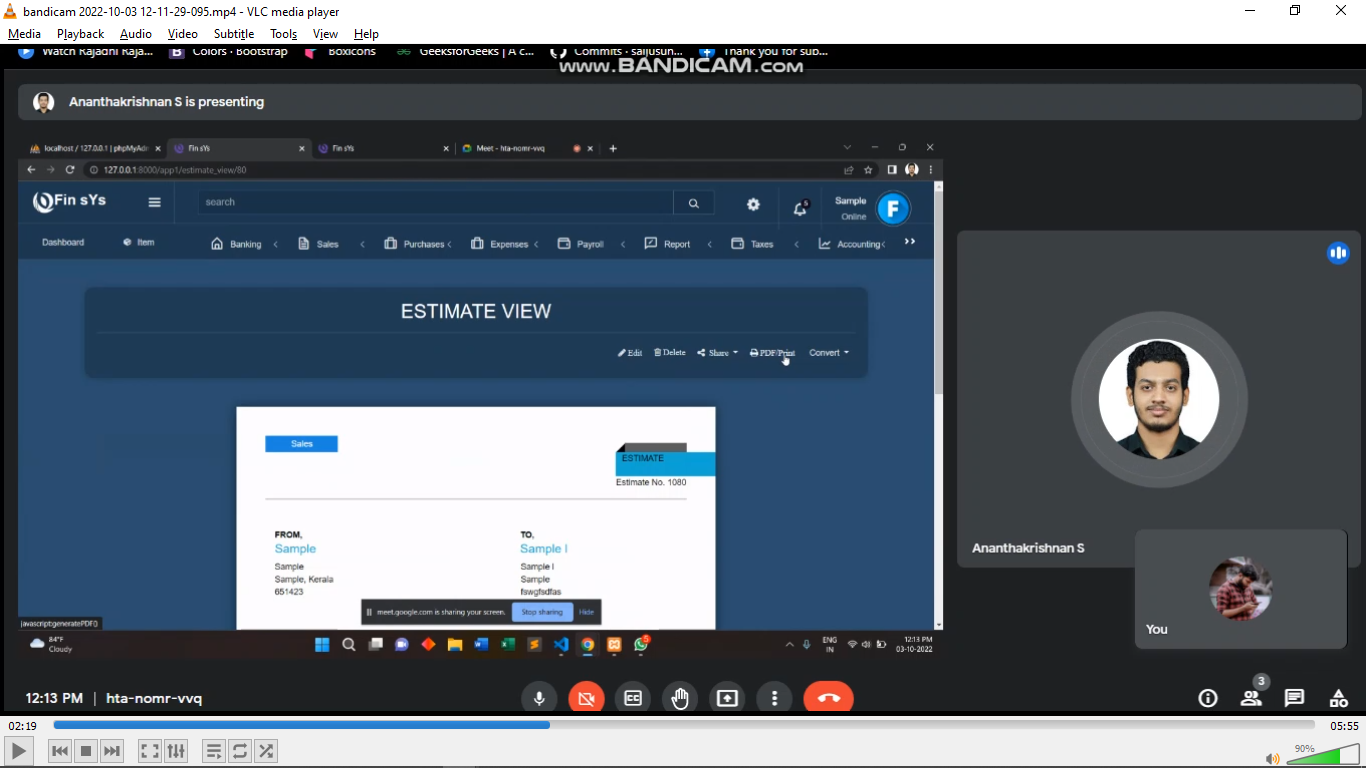 bandicam 2022-10-03 12-11-29-095.mp4 - VLC media player
Media Playback Audio Video Subtitle Tools View Help
Watch Rajadhi Raja... Colors · Bootstrap Boxicons GeeksforGeeks | A c... Commits · saijusun... Thank you for sub...
www.BANDICAM.com
Ananthakrishnan S is presenting
localhost / 127.0.0.1 | phpMyAdr Fin sYs Fin sYs Meet - hta-nomr-vvq
127.0.0.1:8000/app1/estimate_view/80
Fin sYs search 5 Sample
Online F
Dashboard Item Banking Sales Purchases Expenses Payroll Report Taxes Accounting
ESTIMATE VIEW
Edit Delete Share PDF/Print Convert
Sales
ESTIMATE
Estimate No. 1080
FROM, TO,
Sample Sample I
Sample Sample I
Sample, Kerala Sample
651423 fswgfsdfas
meet.google.com is sharing your screen. Stop sharing Hide
javascript:generatePDF()
84°F
Cloudy
5
ENG
IN
12:13 PM
03-10-2022
Ananthakrishnan S
You
12:13 PM | hta-nomr-vvq
3
02:19 05:55
90%